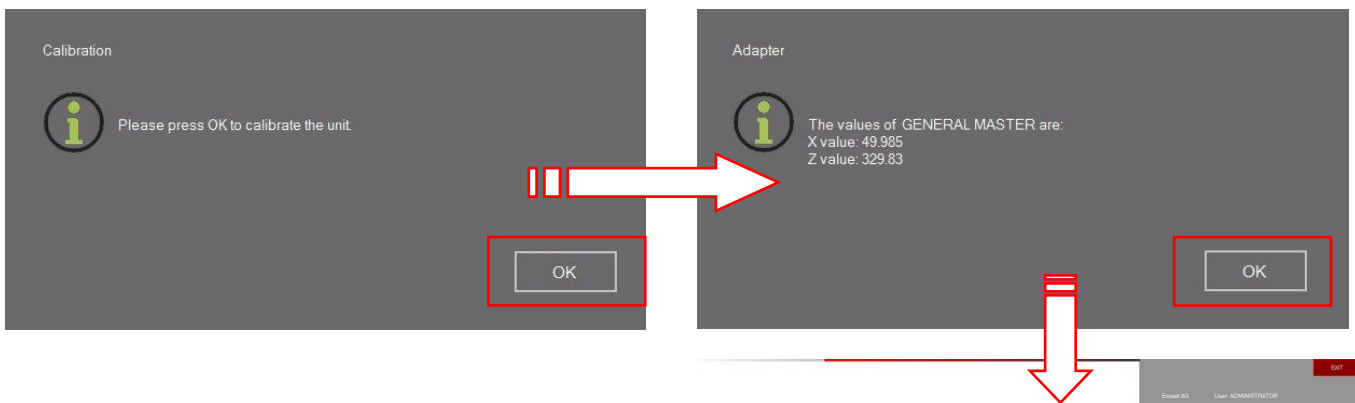 Calibration
Please press OK to calibrate the unit.
OK
Adapter
The values of GENERAL MASTER are:
X value: 49.985
Z value: 329.83
OK
EXIT
User: ADMINISTRATOR